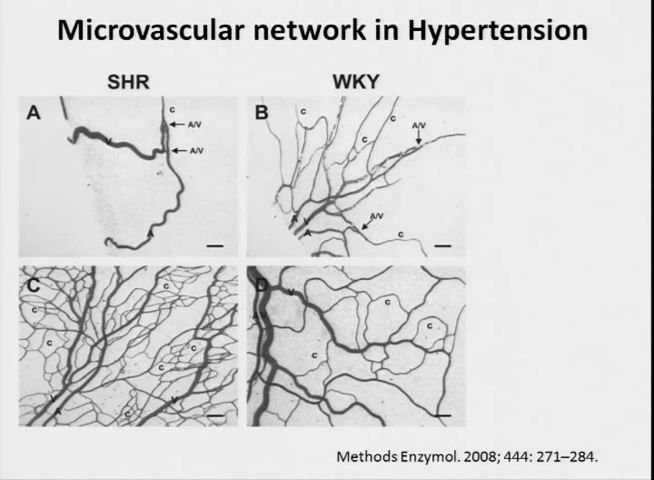 Microvascular network in Hypertension
SHR WKY
A C A/V V A/V A
B C C C A/V A V A A/V C
C C C C C C C V A V
D V C C C
Methods Enzymol. 2008; 444: 271–284.